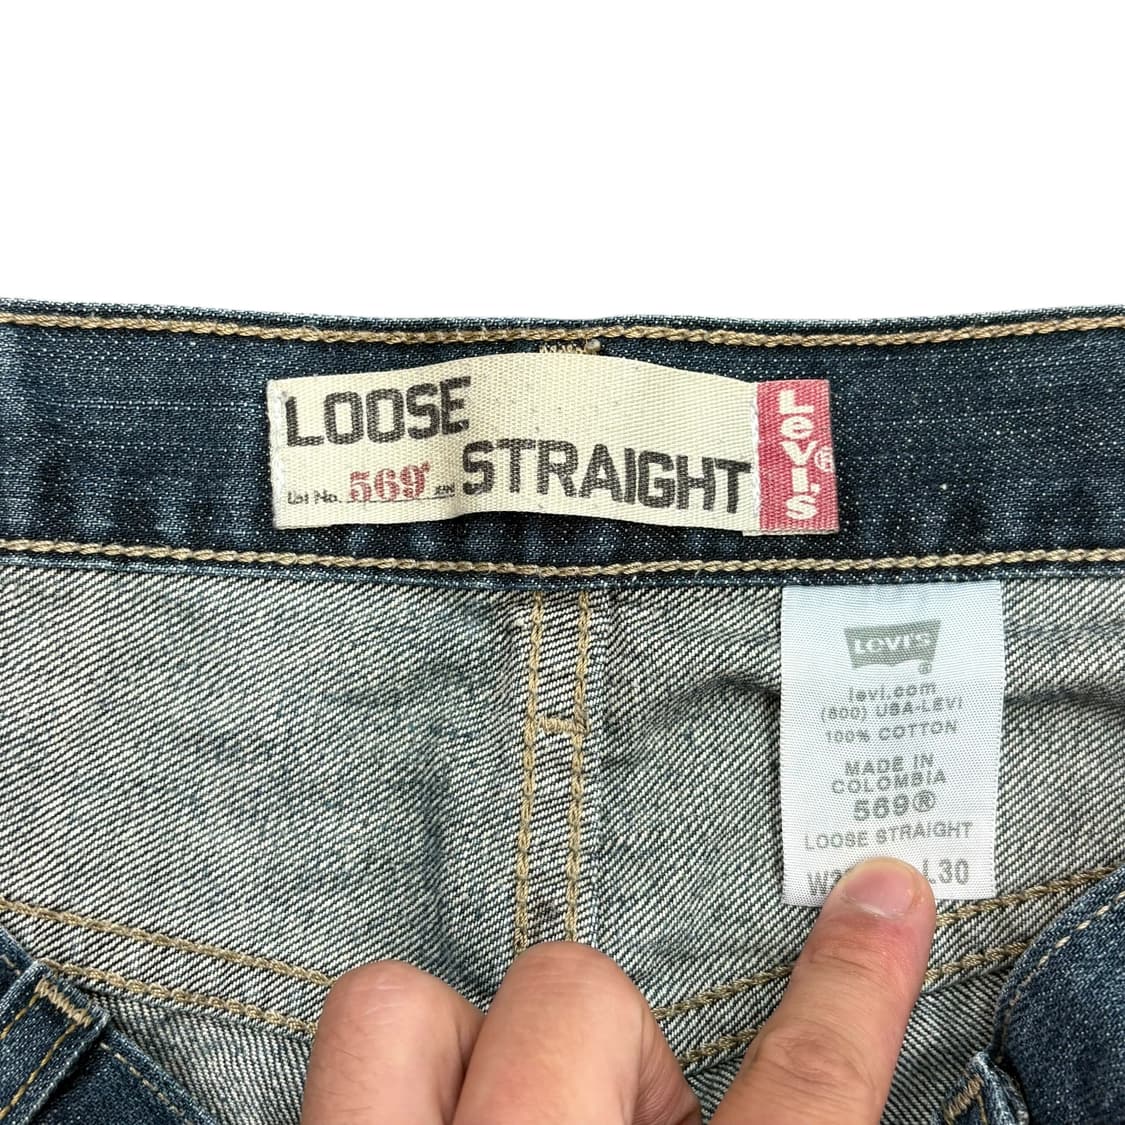 LOOSE
STRAIGHT
Lot No. 569®
Levi's®
LEVI'S
®
levi.com
(800) USA-LEVI
100% COTTON
MADE IN
COLOMBIA
569®
LOOSE STRAIGHT
L30